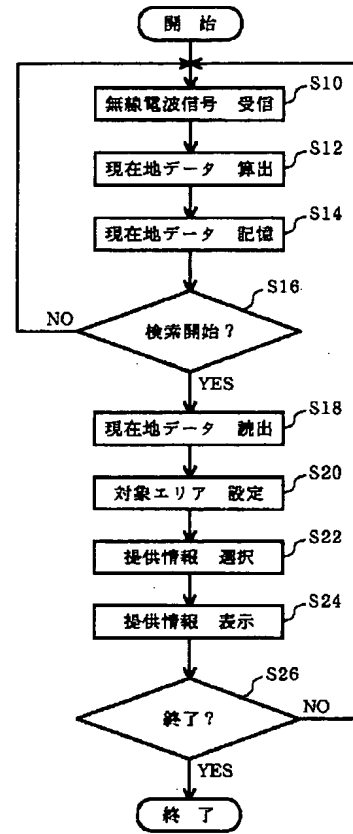 開 始
S10
無線電波信号 受信
S12
現在地データ 算出
S14
現在地データ 記憶
S16
検索開始?
NO
YES
S18
現在地データ 読出
S20
対象エリア 設定
S22
提供情報 選択
S24
提供情報 表示
S26
終了?
NO
YES
終 了